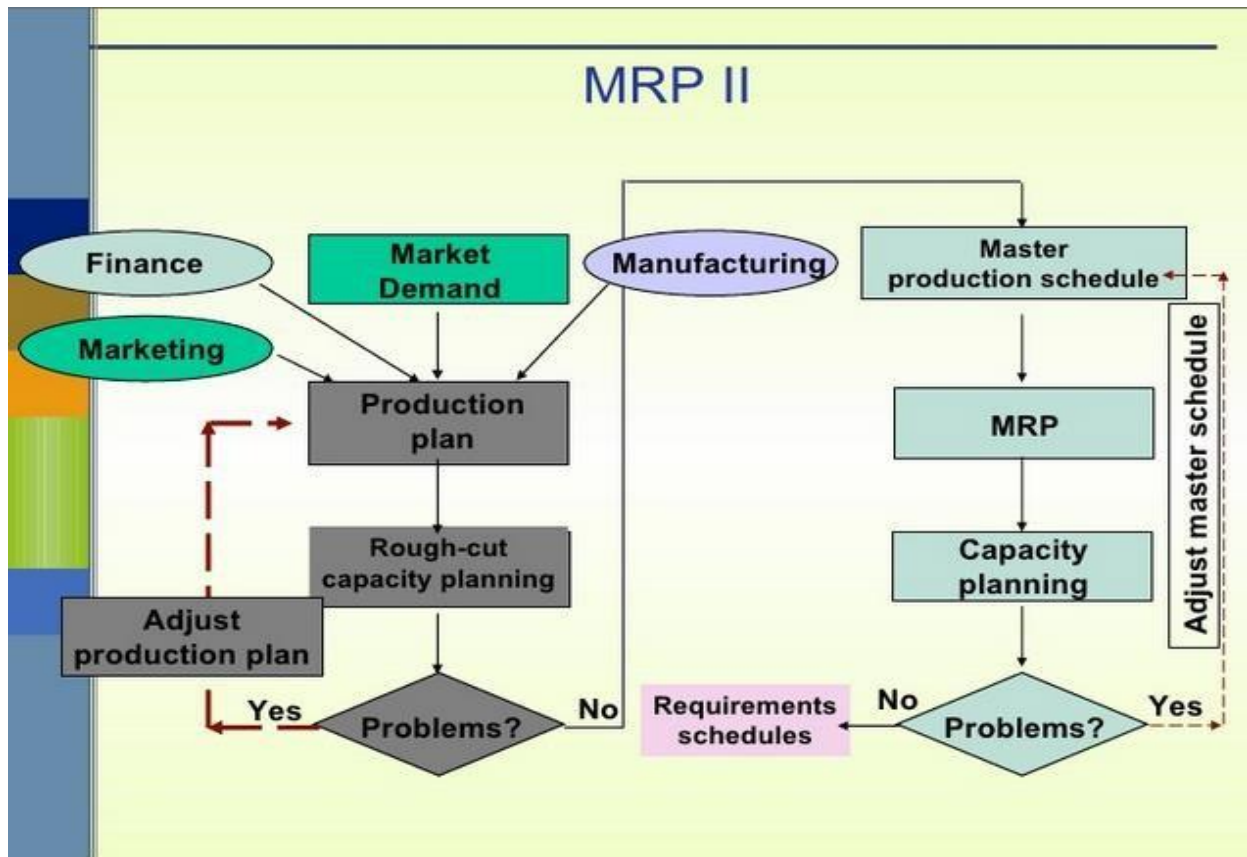 MRP II
Finance
Market
Demand
Manufacturing
Master
production schedule
Marketing
Production
plan
MRP
Rough-cut
capacity planning
Capacity
planning
Adjust master schedule
Adjust
production plan
Yes
Problems?
No
Requirements
schedules
No
Problems?
Yes